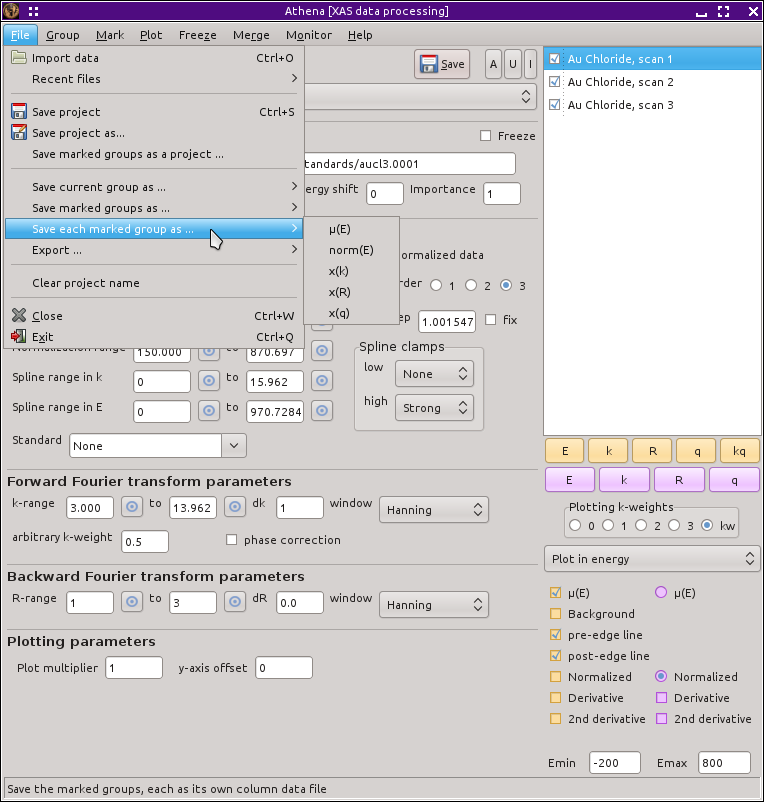 Athena [XAS data processing]
File Group Mark Plot Freeze Merge Monitor Help
Import data Ctrl+O
Recent files
Save project Ctrl+S
Save project as...
Save marked groups as a project ...
Save current group as ...
Save marked groups as ...
Save each marked group as ...
Export ...
Clear project name
Close Ctrl+W
Exit Ctrl+Q
μ(E)
norm(E)
χ(k)
χ(R)
χ(q)
Save A U I
Freeze
tandards/aucl3.0001
ergy shift 0 Importance 1
ormalized data
rder 1 2 3
ep 1.001547 fix
Normalization range 150.000 to 870.697
Spline range in k 0 to 15.962
Spline range in E 0 to 970.7284
Spline clamps
low None
high Strong
Standard None
Forward Fourier transform parameters
k-range 3.000 to 13.962 dk 1 window Hanning
arbitrary k-weight 0.5 phase correction
Backward Fourier transform parameters
R-range 1 to 3 dR 0.0 window Hanning
Plotting parameters
Plot multiplier 1 y-axis offset 0
Au Chloride, scan 1
Au Chloride, scan 2
Au Chloride, scan 3
E k R q kq
E k R q
Plotting k-weights
0 1 2 3 kw
Plot in energy
μ(E) μ(E)
Background
pre-edge line
post-edge line
Normalized Normalized
Derivative Derivative
2nd derivative 2nd derivative
Emin -200 Emax 800
Save the marked groups, each as its own column data file